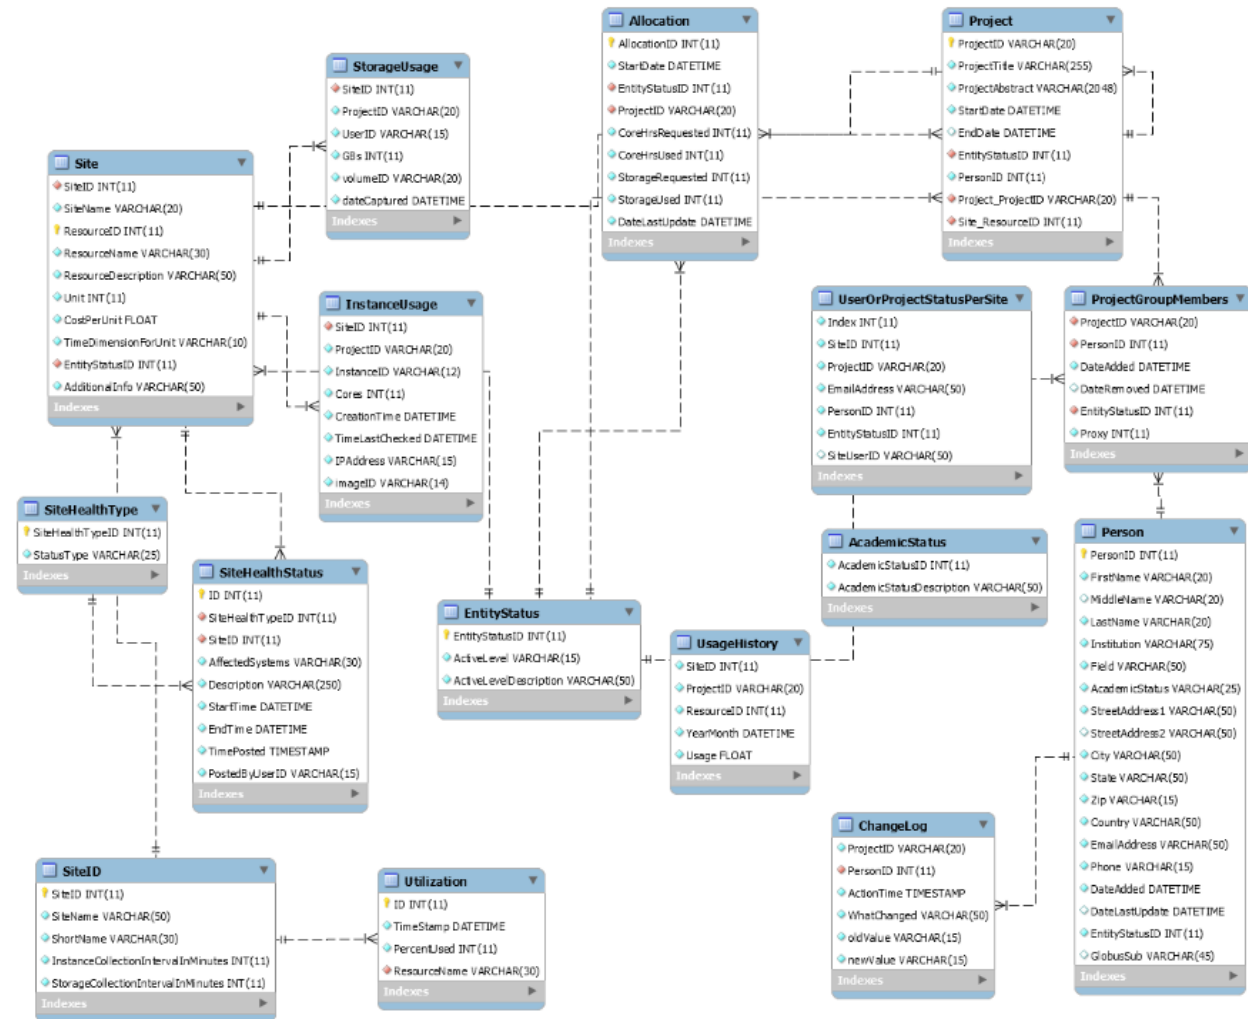 Allocation
AllocationID INT(11)
StartDate DATETIME
EntityStatusID INT(11)
ProjectID VARCHAR(20)
CoreHrsRequested INT(11)
CoreHrsUsed INT(11)
StorageRequested INT(11)
StorageUsed INT(11)
DateLastUpdate DATETIME
Indexes
Project
ProjectID VARCHAR(20)
ProjectTitle VARCHAR(255)
ProjectAbstract VARCHAR(2048)
StartDate DATETIME
EndDate DATETIME
EntityStatusID INT(11)
PersonID INT(11)
Project_ProjectID VARCHAR(20)
Site_ResourceID INT(11)
Indexes
StorageUsage
SiteID INT(11)
ProjectID VARCHAR(20)
UserID VARCHAR(15)
GBs INT(11)
volumeID VARCHAR(20)
dateCaptured DATETIME
Indexes
Site
SiteID INT(11)
SiteName VARCHAR(20)
ResourceID INT(11)
ResourceName VARCHAR(30)
ResourceDescription VARCHAR(50)
Unit INT(11)
CostPerUnit FLOAT
TimeDimensionForUnit VARCHAR(10)
EntityStatusID INT(11)
AdditionalInfo VARCHAR(50)
Indexes
InstanceUsage
SiteID INT(11)
ProjectID VARCHAR(20)
InstanceID VARCHAR(12)
Cores INT(11)
CreationTime DATETIME
TimeLastChecked DATETIME
IPAddress VARCHAR(15)
imageID VARCHAR(14)
Indexes
UserOrProjectStatusPerSite
Index INT(11)
SiteID INT(11)
ProjectID VARCHAR(20)
EmailAddress VARCHAR(50)
PersonID INT(11)
EntityStatusID INT(11)
SiteUserID VARCHAR(50)
Indexes
ProjectGroupMembers
ProjectID VARCHAR(20)
PersonID INT(11)
DateAdded DATETIME
DateRemoved DATETIME
EntityStatusID INT(11)
Proxy INT(11)
Indexes
SiteHealthType
SiteHealthTypeID INT(11)
StatusType VARCHAR(25)
Indexes
SiteHealthStatus
ID INT(11)
SiteHealthTypeID INT(11)
SiteID INT(11)
AffectedSystems VARCHAR(30)
Description VARCHAR(250)
StartTime DATETIME
EndTime DATETIME
TimePosted TIMESTAMP
PostedByUserID VARCHAR(15)
Indexes
AcademicStatus
AcademicStatusID INT(11)
AcademicStatusDescription VARCHAR(50)
Indexes
Person
PersonID INT(11)
FirstName VARCHAR(20)
MiddleName VARCHAR(20)
LastName VARCHAR(20)
Institution VARCHAR(75)
Field VARCHAR(50)
AcademicStatus VARCHAR(25)
StreetAddress1 VARCHAR(50)
StreetAddress2 VARCHAR(50)
City VARCHAR(50)
State VARCHAR(50)
Zip VARCHAR(15)
Country VARCHAR(50)
EmailAddress VARCHAR(50)
Phone VARCHAR(15)
DateAdded DATETIME
DateLastUpdate DATETIME
EntityStatusID INT(11)
GlobusSub VARCHAR(45)
Indexes
EntityStatus
EntityStatusID INT(11)
ActiveLevel VARCHAR(15)
ActiveLevelDescription VARCHAR(50)
Indexes
UsageHistory
SiteID INT(11)
ProjectID VARCHAR(20)
ResourceID INT(11)
YearMonth DATETIME
Usage FLOAT
Indexes
ChangeLog
ProjectID VARCHAR(20)
PersonID INT(11)
ActionTime TIMESTAMP
WhatChanged VARCHAR(50)
oldValue VARCHAR(15)
newValue VARCHAR(15)
Indexes
SiteID
SiteID INT(11)
SiteName VARCHAR(50)
ShortName VARCHAR(30)
InstanceCollectionIntervalInMinutes INT(11)
StorageCollectionIntervalInMinutes INT(11)
Indexes
Utilization
ID INT(11)
TimeStamp DATETIME
PercentUsed INT(11)
ResourceName VARCHAR(30)
Indexes